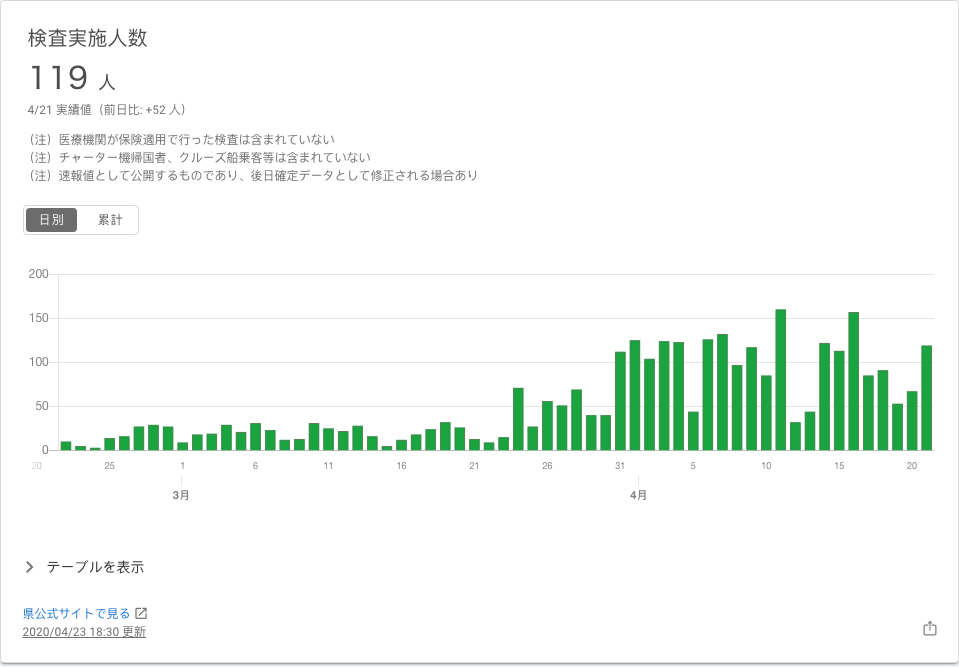 検査実施人数
119 人
4/21 実績値（前日比: +52 人）
（注）医療機関が保険適用で行った検査は含まれていない
（注）チャーター機帰国者、クルーズ船乗客等は含まれていない
（注）速報値として公開するものであり、後日確定データとして修正される場合あり
日別 累計
200
150
100
50
0
20 25 1 6 11 16 21 26 31 5 10 15 20
3月 4月
テーブルを表示
県公式サイトで見る
2020/04/23 18:30 更新